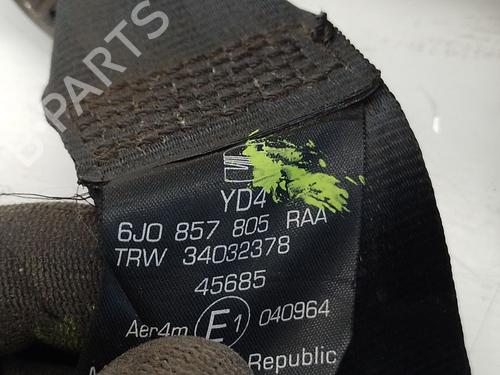 B-PARTS
YD4
6J0 857 805 RAA
TRW 34032378
45685
Aer4m E1 040964
Republic